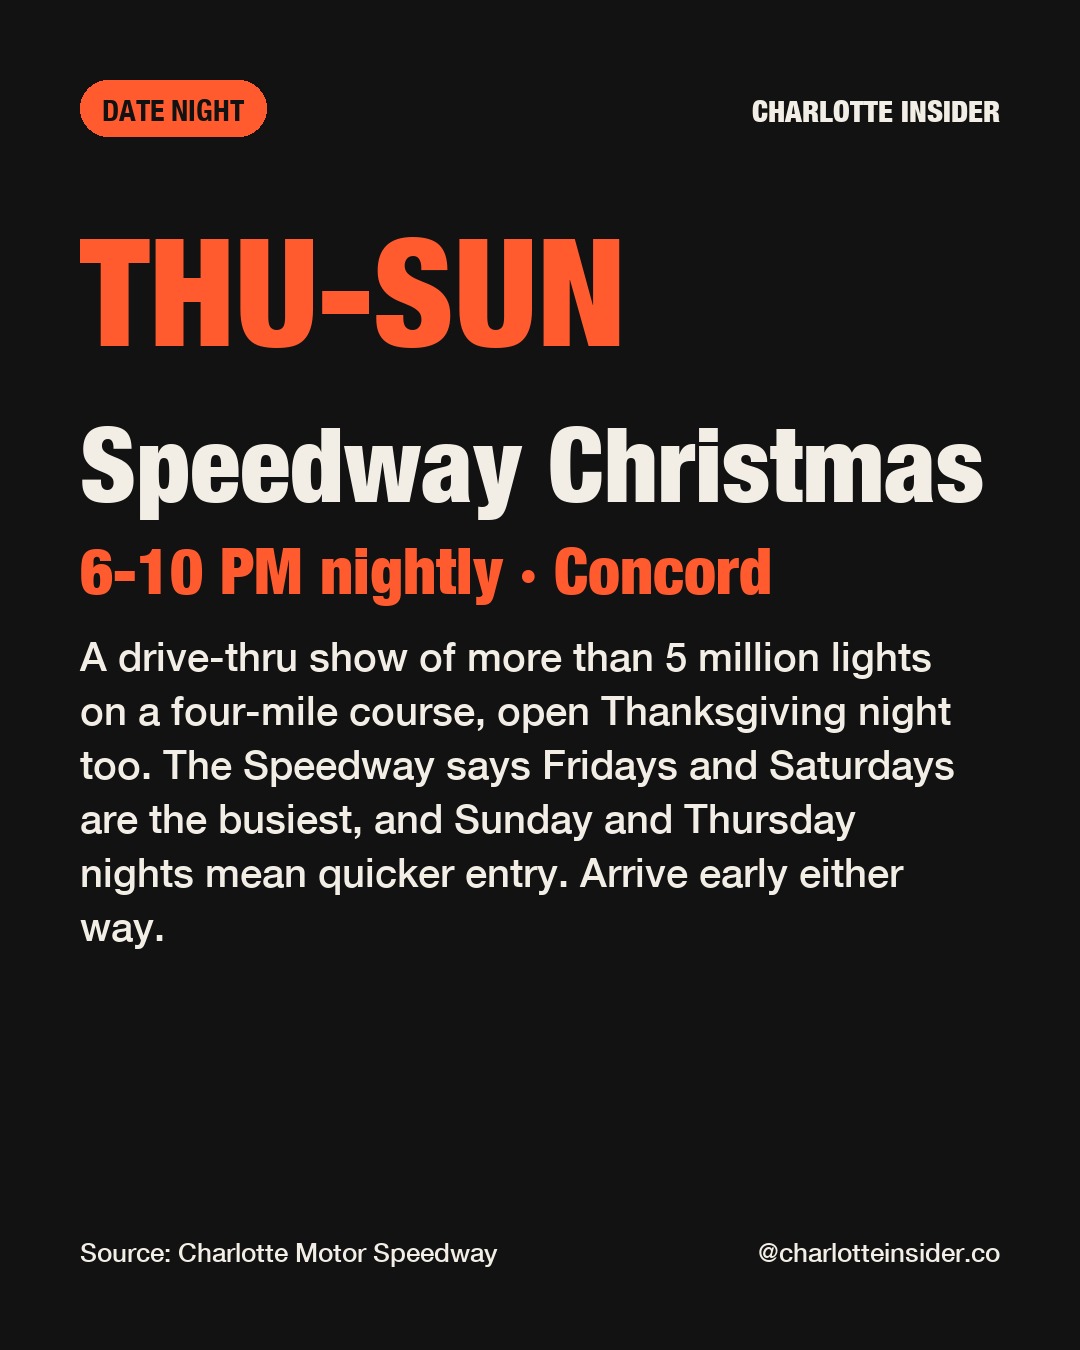 DATE NIGHT
CHARLOTTE INSIDER
THU-SUN
Speedway Christmas
6-10 PM nightly · Concord
A drive-thru show of more than 5 million lights
on a four-mile course, open Thanksgiving night
too. The Speedway says Fridays and Saturdays
are the busiest, and Sunday and Thursday
nights mean quicker entry. Arrive early either
way.
Source: Charlotte Motor Speedway
@charlotteinsider.co